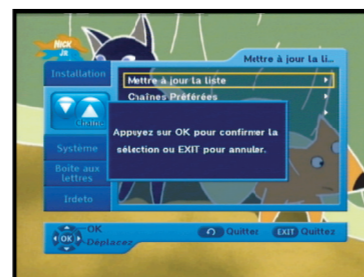 NICK
JR
Mettre à jour la li...
Installation
Mettre à jour la liste
Chaînes Préférées
Chaîne
Appuyez sur OK pour confirmer la
sélection ou EXIT pour annuler.
Système
Boîte aux
lettres
Irdeto
OK
OK
Déplacez
Quitter
EXIT Quittez